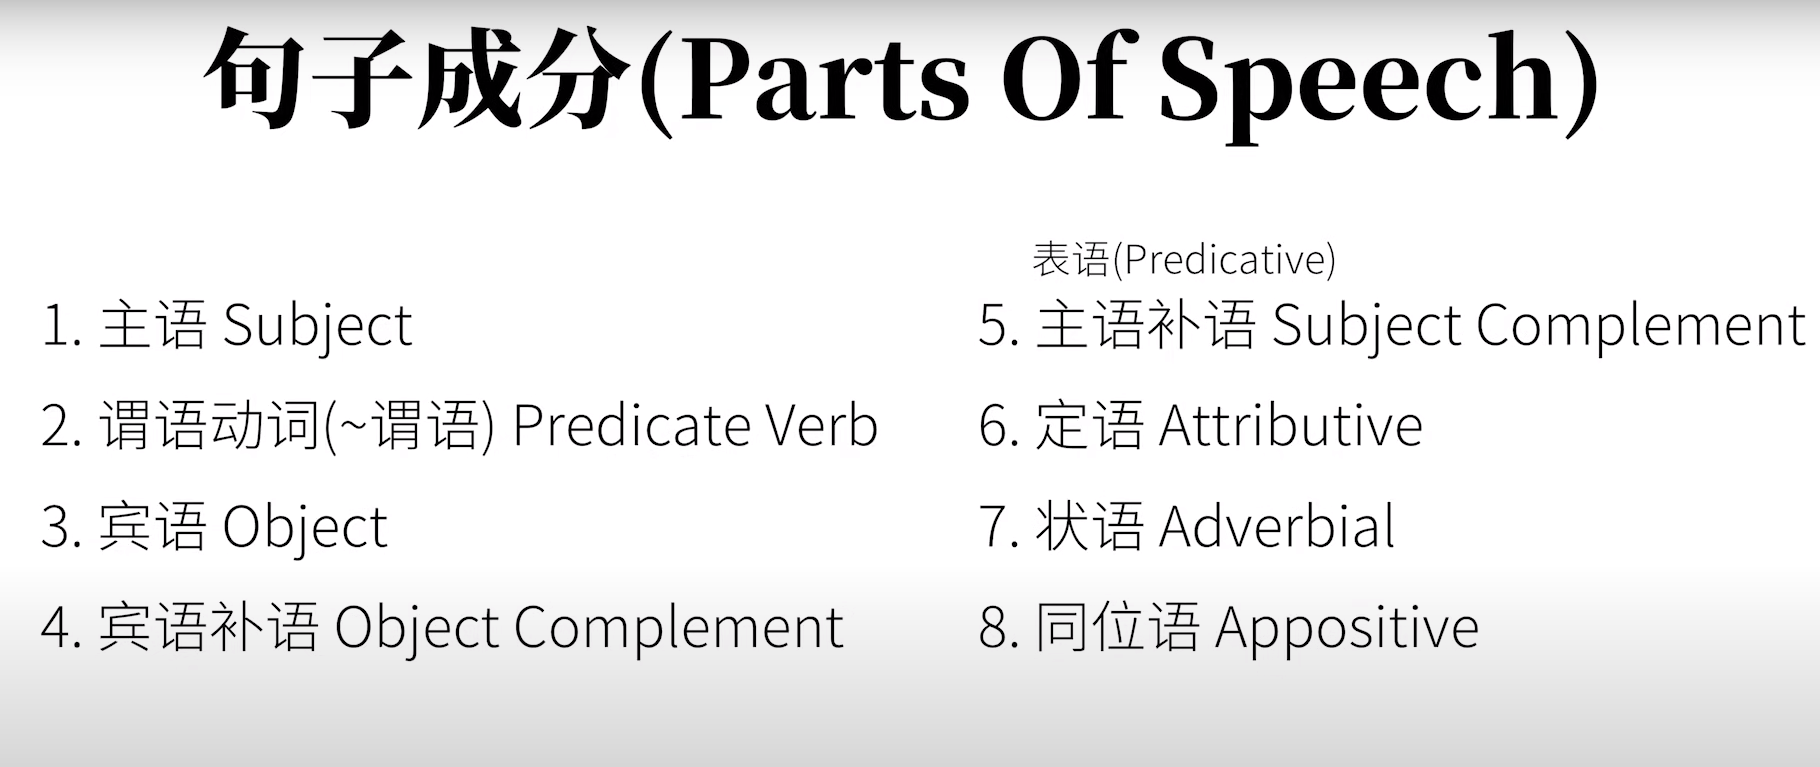 句子成分(Parts Of Speech)
1. 主语 Subject
2. 谓语动词(~谓语) Predicate Verb
3. 宾语 Object
4. 宾语补语 Object Complement
表语(Predicative)
5. 主语补语 Subject Complement
6. 定语 Attributive
7. 状语 Adverbial
8. 同位语 Appositive